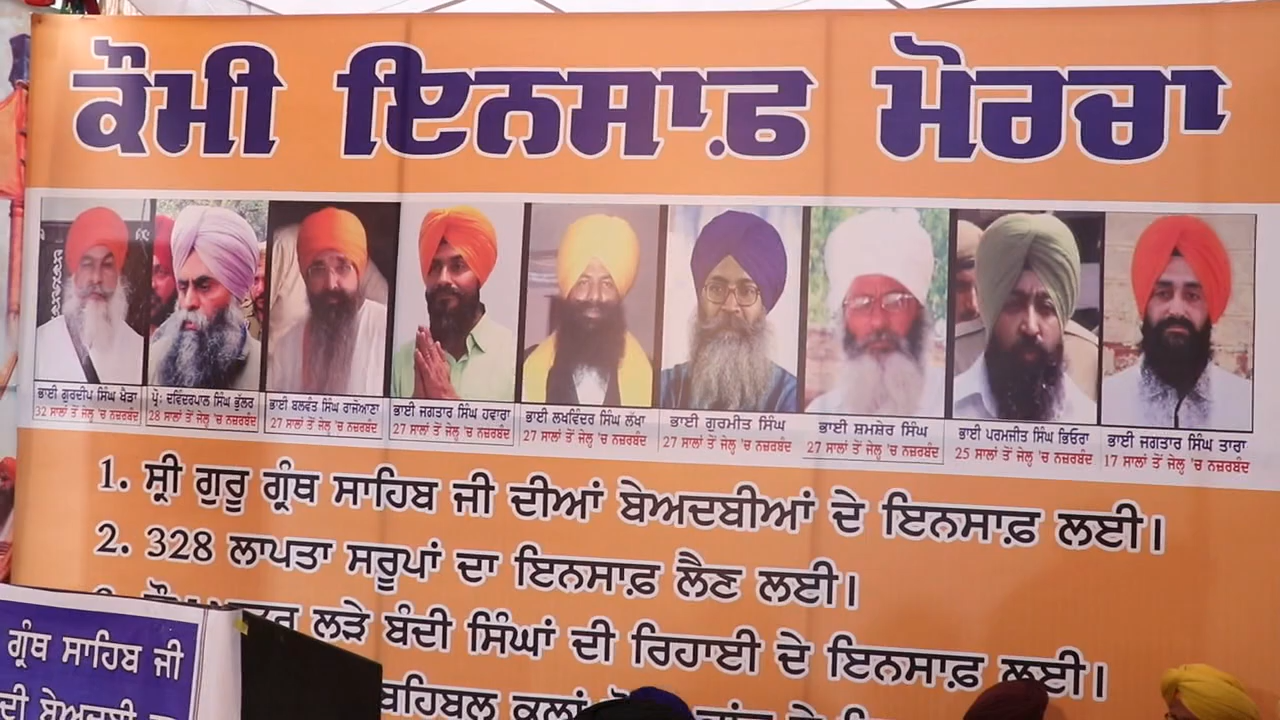 ਕੌਮੀ ਇਨਸਾਫ਼ ਮੋਰਚਾ
ਭਾਈ ਗੁਰਦੀਪ ਸਿੰਘ ਖੈੜਾ
32 ਸਾਲਾਂ ਤੋਂ ਜੇਲ੍ਹ 'ਚ ਨਜ਼ਰਬੰਦ
ਪ੍ਰੋ: ਦਵਿੰਦਰਪਾਲ ਸਿੰਘ ਭੁੱਲਰ
28 ਸਾਲਾਂ ਤੋਂ ਜੇਲ੍ਹ 'ਚ ਨਜ਼ਰਬੰਦ
ਭਾਈ ਬਲਵੰਤ ਸਿੰਘ ਰਾਜੋਆਣਾ
27 ਸਾਲਾਂ ਤੋਂ ਜੇਲ੍ਹ 'ਚ ਨਜ਼ਰਬੰਦ
ਭਾਈ ਜਗਤਾਰ ਸਿੰਘ ਹਵਾਰਾ
27 ਸਾਲਾਂ ਤੋਂ ਜੇਲ੍ਹ 'ਚ ਨਜ਼ਰਬੰਦ
ਭਾਈ ਲਖਵਿੰਦਰ ਸਿੰਘ ਲੱਖਾ
27 ਸਾਲਾਂ ਤੋਂ ਜੇਲ੍ਹ 'ਚ ਨਜ਼ਰਬੰਦ
ਭਾਈ ਗੁਰਮੀਤ ਸਿੰਘ
27 ਸਾਲਾਂ ਤੋਂ ਜੇਲ੍ਹ 'ਚ ਨਜ਼ਰਬੰਦ
ਭਾਈ ਸ਼ਮਸ਼ੇਰ ਸਿੰਘ
27 ਸਾਲਾਂ ਤੋਂ ਜੇਲ੍ਹ 'ਚ ਨਜ਼ਰਬੰਦ
ਭਾਈ ਪਰਮਜੀਤ ਸਿੰਘ ਭਿਓਰਾ
25 ਸਾਲਾਂ ਤੋਂ ਜੇਲ੍ਹ 'ਚ ਨਜ਼ਰਬੰਦ
ਭਾਈ ਜਗਤਾਰ ਸਿੰਘ ਤਾਰਾ
17 ਸਾਲਾਂ ਤੋਂ ਜੇਲ੍ਹ 'ਚ ਨਜ਼ਰਬੰਦ
1. ਸ੍ਰੀ ਗੁਰੂ ਗ੍ਰੰਥ ਸਾਹਿਬ ਜੀ ਦੀਆਂ ਬੇਅਦਬੀਆਂ ਦੇ ਇਨਸਾਫ਼ ਲਈ।
2. 328 ਲਾਪਤਾ ਸਰੂਪਾਂ ਦਾ ਇਨਸਾਫ਼ ਲੈਣ ਲਈ।
ਲੜੇ ਬੰਦੀ ਸਿੰਘਾਂ ਦੀ ਰਿਹਾਈ ਦੇ ਇਨਸਾਫ਼ ਲਈ।
ਬਹਿਬਲ ਕਲਾਂ
ਗ੍ਰੰਥ ਸਾਹਿਬ ਜੀ
ਦੀ ਬੇਅਦਬੀ